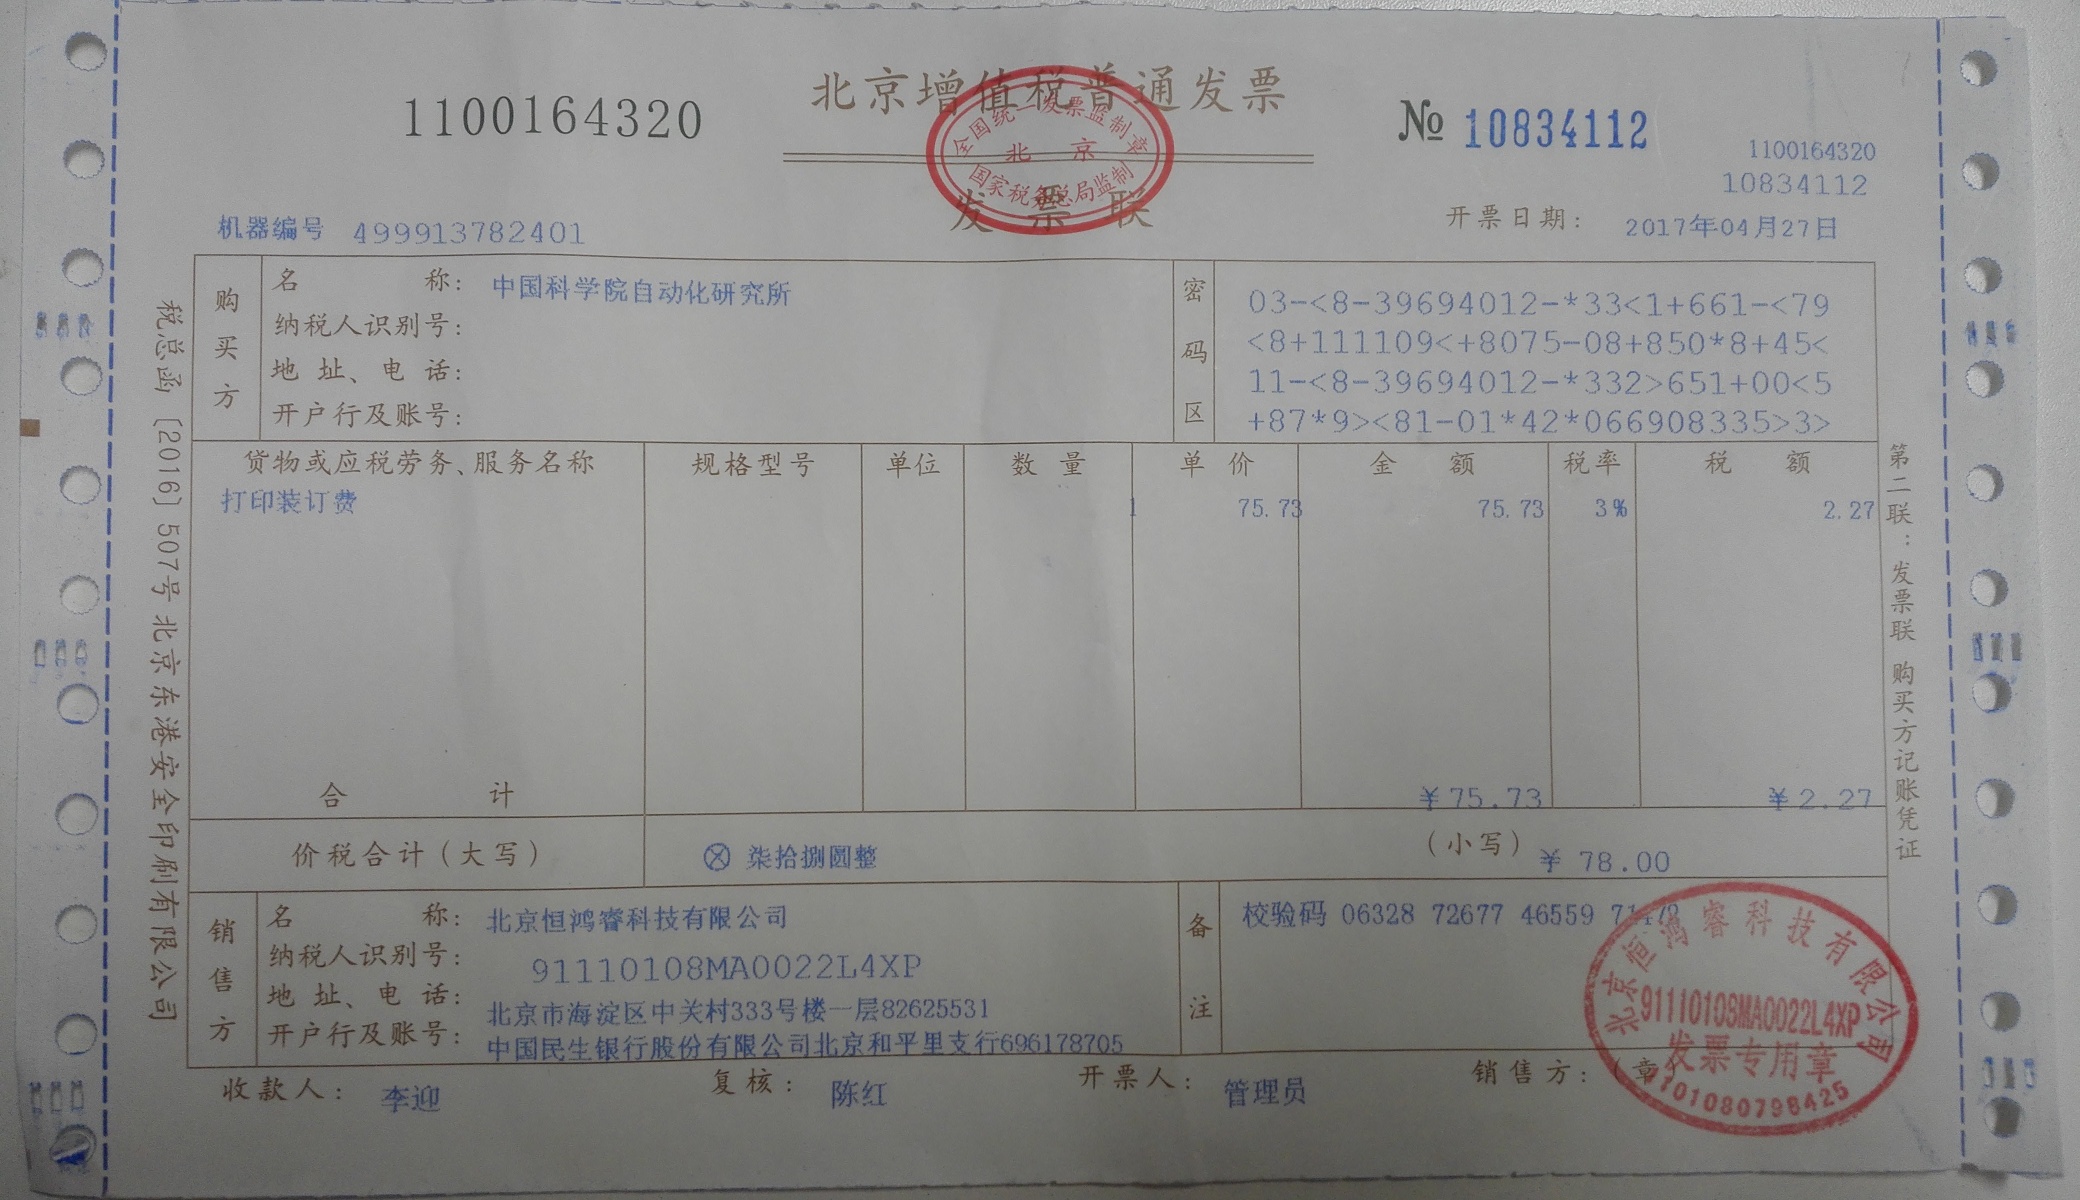 北京增值税普通发票
1100164320
№ 10834112
1100164320
10834112
全国统一发票监制章
北京
国家税务总局监制
发票联
机器编号 499913782401
开票日期: 2017年04月27日
购买方
名称: 中国科学院自动化研究所
纳税人识别号:
地址、电话:
开户行及账号:
密码区
03-<8-39694012-*33<1+661-<79
<8+111109<+8075-08+850*8+45<
11-<8-39694012-*332>651+00<5
+87*9><81-01*42*066908335>3>
货物或应税劳务、服务名称 规格型号 单位 数量 单价 金额 税率 税额
打印装订费 1 75.73 75.73 3% 2.27
合计 ¥75.73 ¥2.27
价税合计(大写) ⊗ 柒拾捌圆整 (小写) ¥ 78.00
销售方
名称: 北京恒鸿睿科技有限公司
纳税人识别号: 91110108MA0022L4XP
地址、电话: 北京市海淀区中关村333号楼一层82625531
开户行及账号: 中国民生银行股份有限公司北京和平里支行696178705
备注
校验码 06328 72677 46559
北京恒鸿睿科技有限公司
91110108MA0022L4XP
发票专用章
收款人: 李迎 复核: 陈红 开票人: 管理员 销售方:(章)
税总函[2016]507号北京东港安全印刷有限公司
第二联:发票联 购买方记账凭证